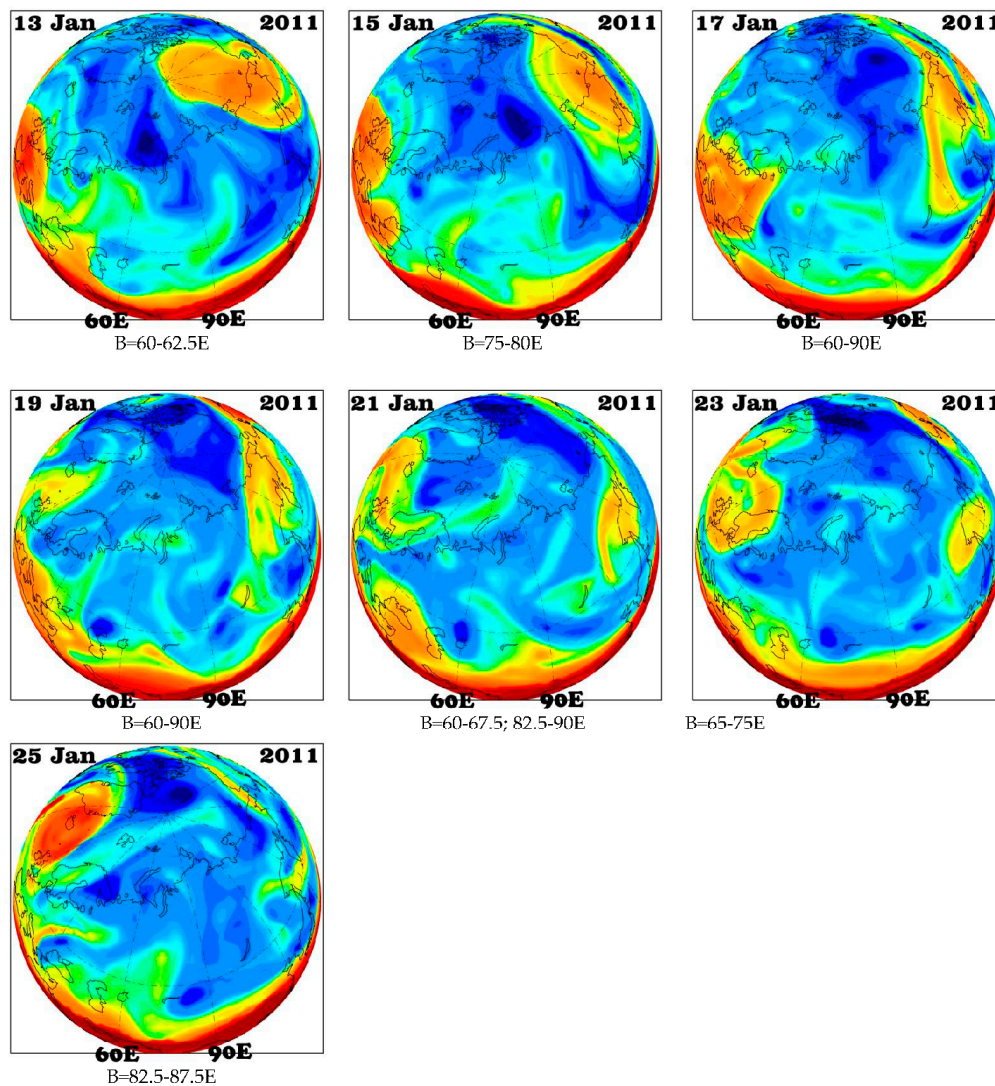 13 Jan 2011
15 Jan 2011
17 Jan 2011
60E 90E
60E 90E
60E 90E
B=60-62.5E
B=75-80E
B=60-90E
19 Jan 2011
21 Jan 2011
23 Jan 2011
60E 90E
60E 90E
60E 90E
B=60-90E
B=60-67.5; 82.5-90E
B=65-75E
25 Jan 2011
60E 90E
B=82.5-87.5E